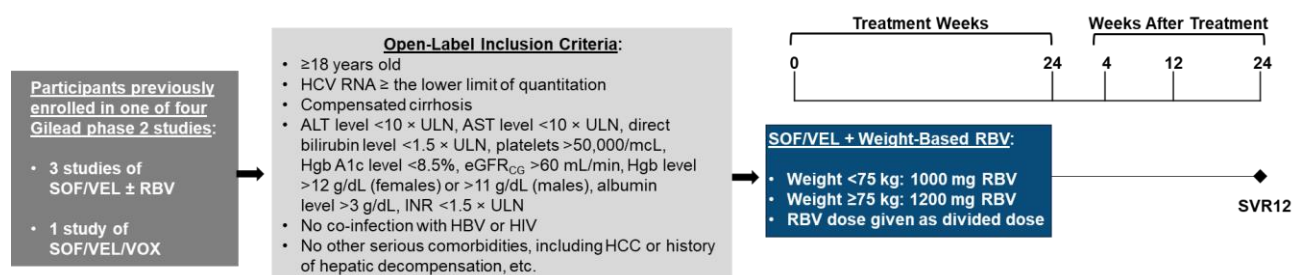 Participants previously
enrolled in one of four
Gilead phase 2 studies:
• 3 studies of
SOF/VEL ± RBV
• 1 study of
SOF/VEL/VOX
Open-Label Inclusion Criteria:
• ≥18 years old
• HCV RNA ≥ the lower limit of quantitation
• Compensated cirrhosis
• ALT level <10 × ULN, AST level <10 × ULN, direct
bilirubin level <1.5 × ULN, platelets >50,000/mcL,
Hgb A1c level <8.5%, eGFRCG >60 mL/min, Hgb level
>12 g/dL (females) or >11 g/dL (males), albumin
level >3 g/dL, INR <1.5 × ULN
• No co-infection with HBV or HIV
• No other serious comorbidities, including HCC or history
of hepatic decompensation, etc.
Treatment Weeks
Weeks After Treatment
0 24 4 12 24
SOF/VEL + Weight-Based RBV:
• Weight <75 kg: 1000 mg RBV
• Weight ≥75 kg: 1200 mg RBV
• RBV dose given as divided dose
SVR12